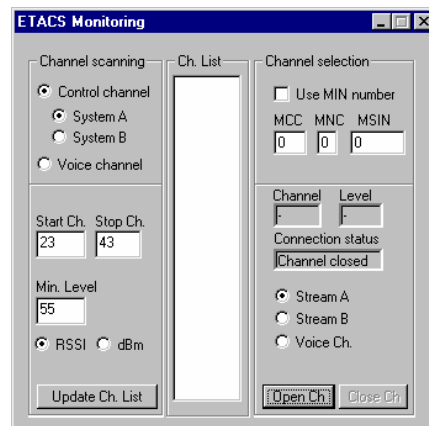 ETACS Monitoring
Channel scanning
Control channel
System A
System B
Voice channel
Start Ch. Stop Ch.
23 43
Min. Level
55
RSSI dBm
Update Ch. List
Ch. List
Channel selection
Use MIN number
MCC MNC MSIN
0 0 0
Channel Level
- -
Connection status
Channel closed
Stream A
Stream B
Voice Ch.
Open Ch Close Ch